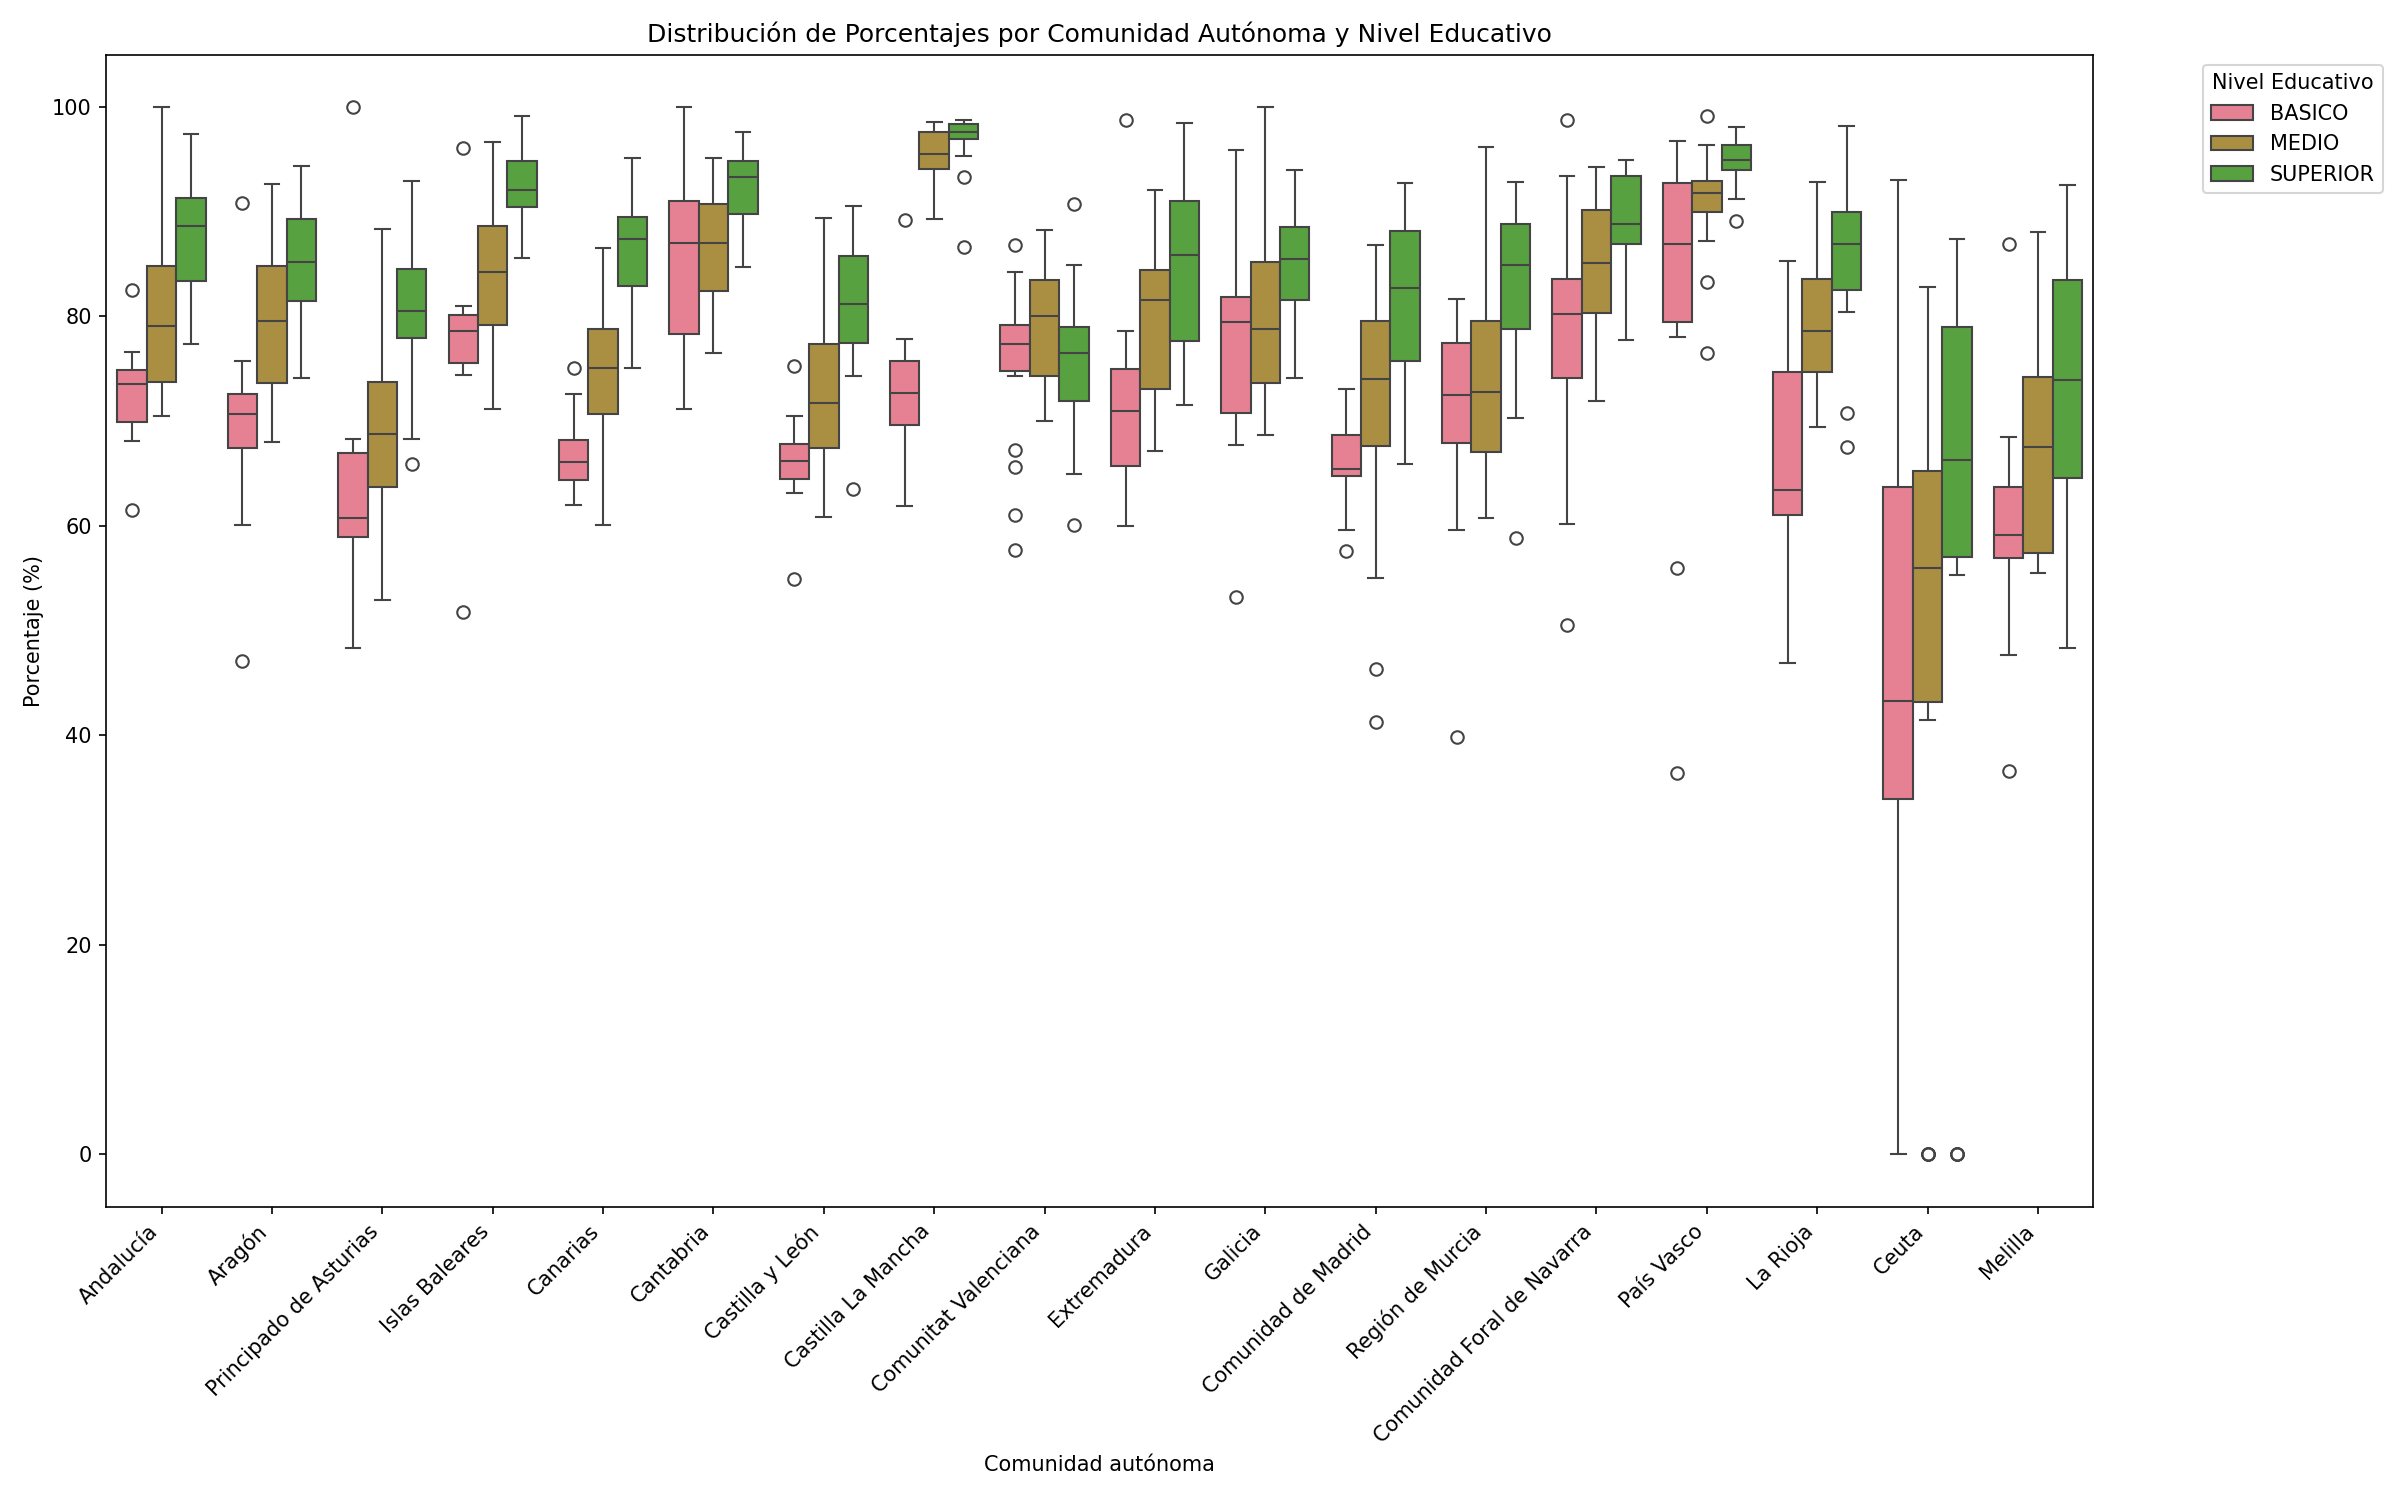 Distribución de Porcentajes por Comunidad Autónoma y Nivel Educativo
Nivel Educativo
BASICO
MEDIO
SUPERIOR
Porcentaje (%)
100
80
60
40
20
0
Andalucía
Aragón
Principado de Asturias
Islas Baleares
Canarias
Cantabria
Castilla y León
Castilla La Mancha
Comunitat Valenciana
Extremadura
Galicia
Comunidad de Madrid
Región de Murcia
Comunidad Foral de Navarra
País Vasco
La Rioja
Ceuta
Melilla
Comunidad autónoma